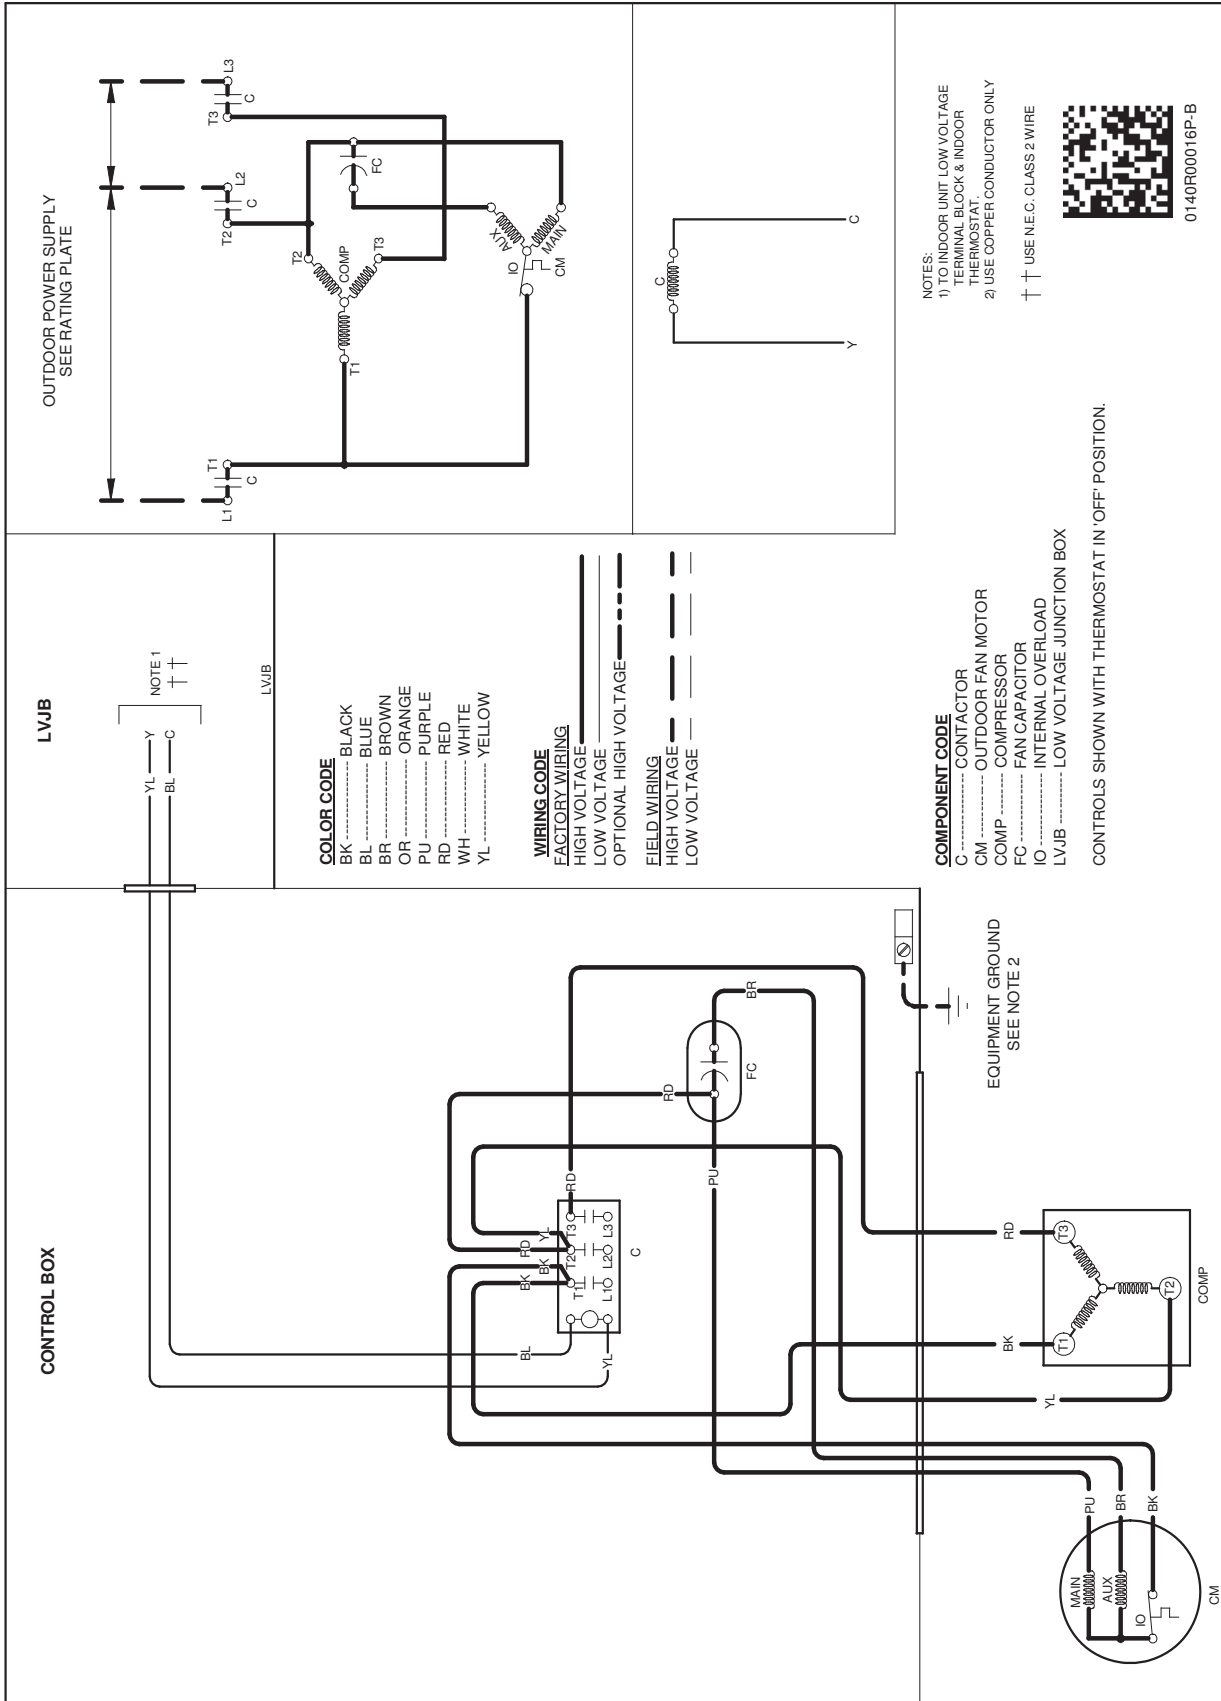 CONTROL BOX
LVJB
YL
Y
BL
C
NOTE 1
††
LVJB
BL
YL
BK
BK
RD
YL
RD
T1
T2
T3
L1
L2
L3
C
RD
PU
BR
FC
EQUIPMENT GROUND
SEE NOTE 2
PU
BR
BK
MAIN
AUX
IO
CM
YL
BK
RD
T1
T2
T3
COMP
COLOR CODE
BK ---------- BLACK
BL ---------- BLUE
BR ---------- BROWN
OR ---------- ORANGE
PU ---------- PURPLE
RD ---------- RED
WH ---------- WHITE
YL ---------- YELLOW
WIRING CODE
FACTORY WIRING
HIGH VOLTAGE
LOW VOLTAGE
OPTIONAL HIGH VOLTAGE
FIELD WIRING
HIGH VOLTAGE
LOW VOLTAGE
COMPONENT CODE
C ---------- CONTACTOR
CM ---------- OUTDOOR FAN MOTOR
COMP ---------- COMPRESSOR
FC ---------- FAN CAPACITOR
IO ---------- INTERNAL OVERLOAD
LVJB ---------- LOW VOLTAGE JUNCTION BOX
CONTROLS SHOWN WITH THERMOSTAT IN 'OFF' POSITION.
OUTDOOR POWER SUPPLY
SEE RATING PLATE
L1
C
T1
T2
C
L2
T3
C
L3
T1
T2
COMP
T3
FC
AUX
MAIN
IO
CM
C
Y
C
NOTES:
1) TO INDOOR UNIT LOW VOLTAGE
TERMINAL BLOCK & INDOOR
THERMOSTAT.
2) USE COPPER CONDUCTOR ONLY
†† USE N.E.C. CLASS 2 WIRE
0140R00016P-B